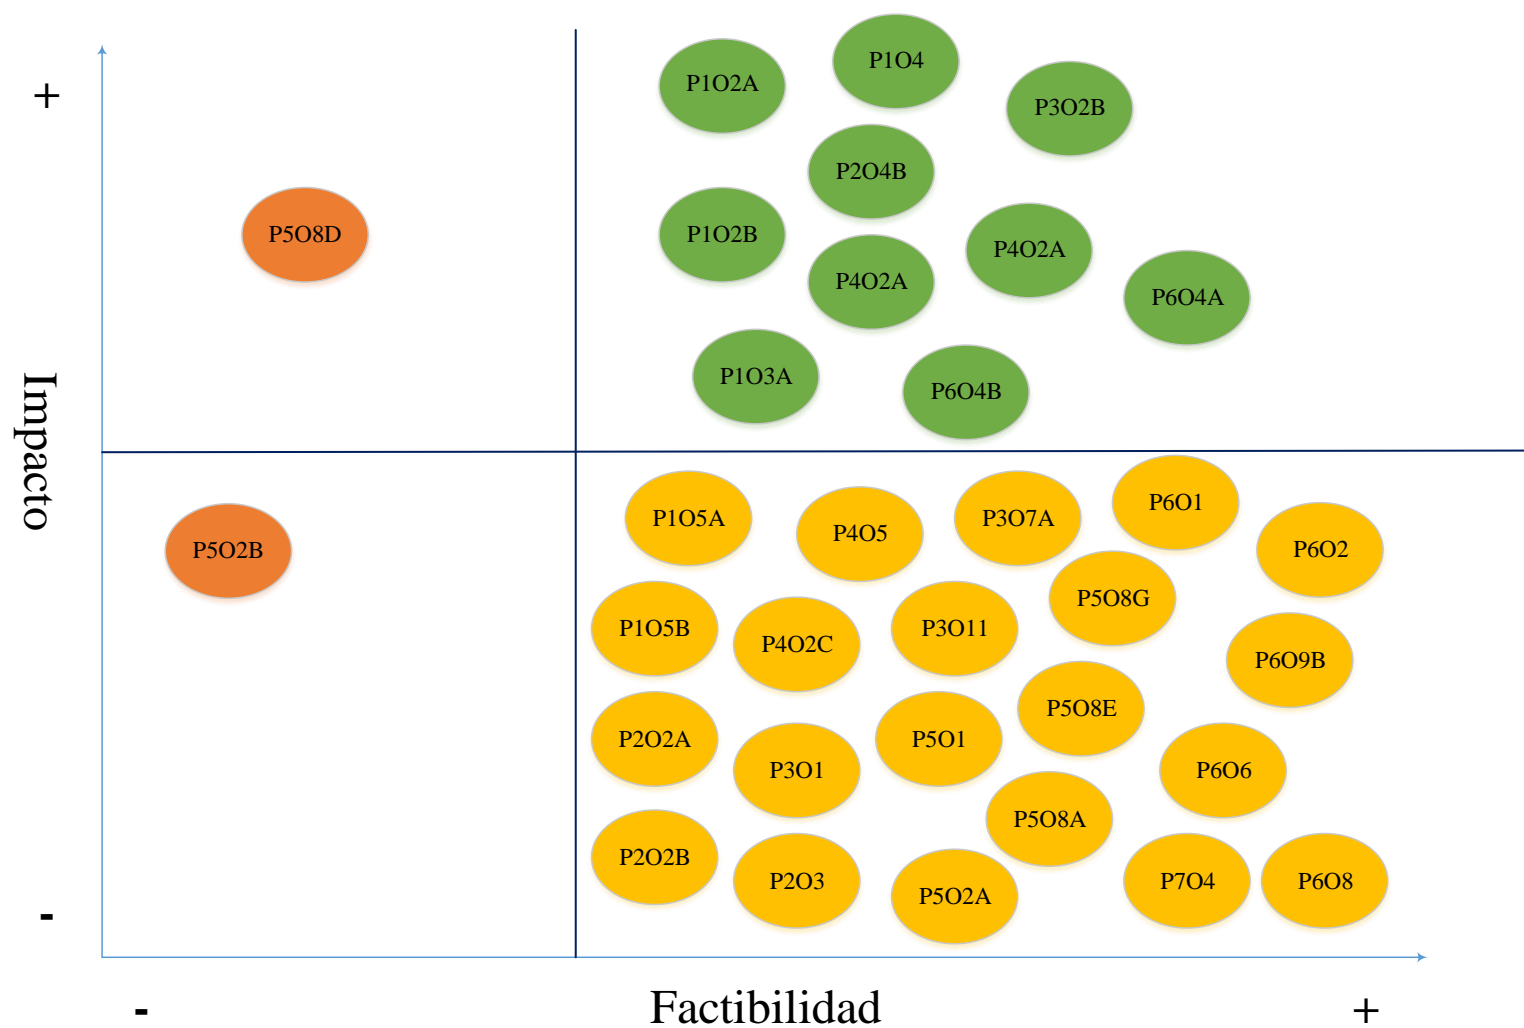 +
P1O4
P1O2A
P3O2B
P2O4B
P5O8D
P1O2B
P4O2A
P4O2A
P6O4A
P1O3A
P6O4B
Impacto
P6O1
P1O5A
P4O5
P3O7A
P6O2
P5O2B
P5O8G
P1O5B
P4O2C
P3O11
P6O9B
P5O8E
P2O2A
P5O1
P3O1
P6O6
P5O8A
P2O2B
P2O3
P5O2A
P7O4
P6O8
-
-
Factibilidad
+